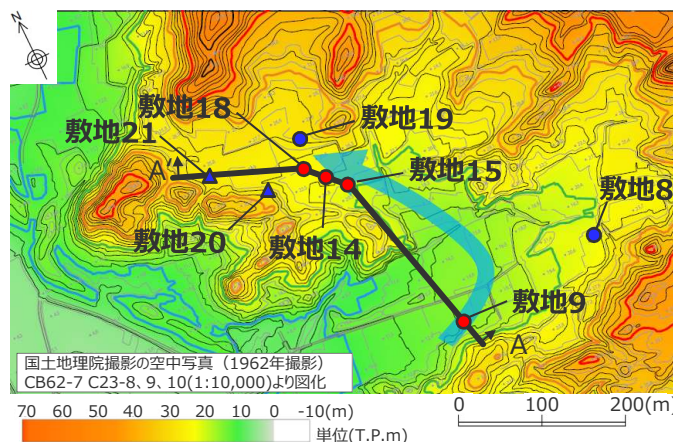 N
敷地18
敷地19
敷地21
A'
敷地15
敷地8
敷地20
敷地14
敷地9
A
国土地理院撮影の空中写真（1962年撮影）
CB62-7 C23-8、9、10(1:10,000)より図化
70 60 50 40 30 20 10 0 -10(m)
単位(T.P.m)
0 100 200(m)